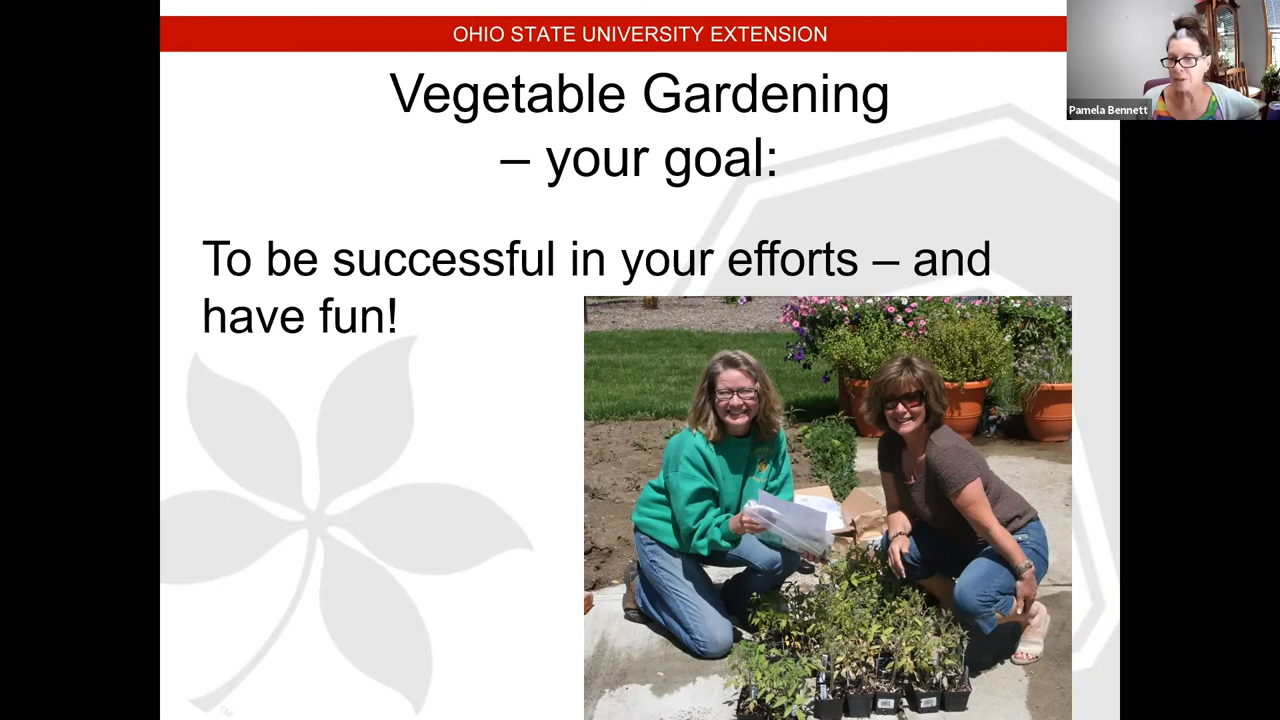 OHIO STATE UNIVERSITY EXTENSION
Vegetable Gardening
– your goal:
Pamela Bennett
To be successful in your efforts – and
have fun!
TM